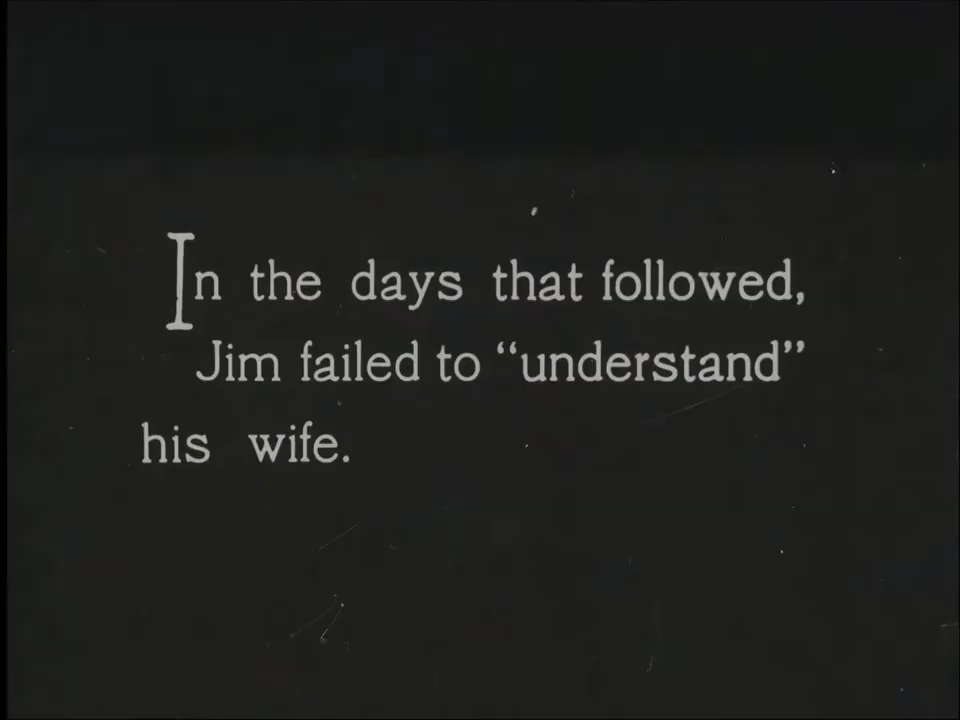 In the days that followed,
Jim failed to “understand”
his wife.